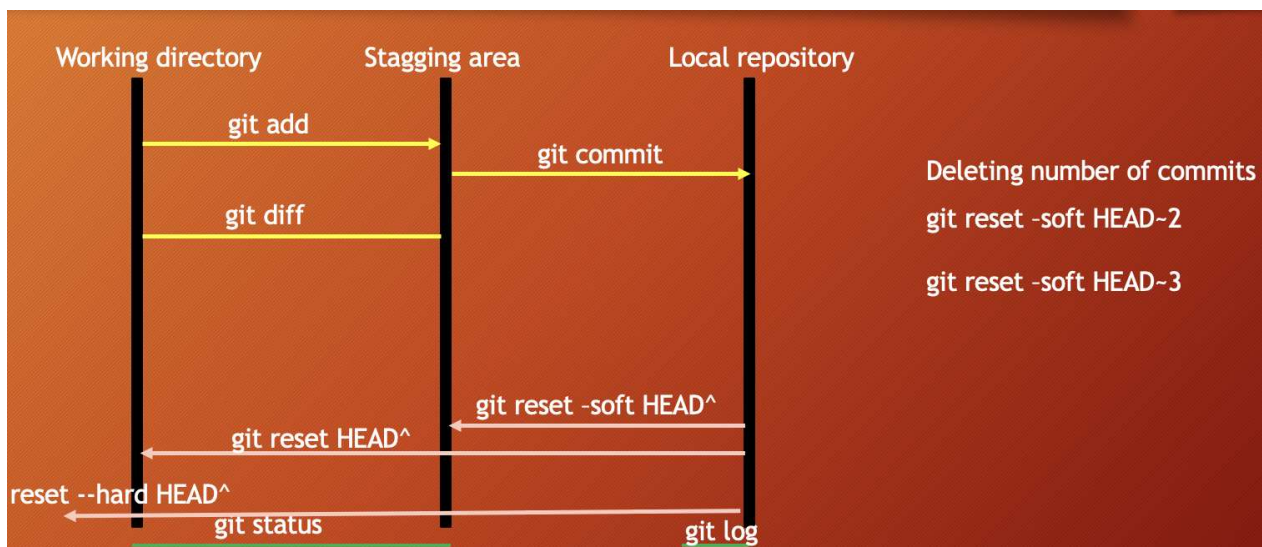 Working directory
Stagging area
Local repository
git add
git commit
git diff
Deleting number of commits
git reset –soft HEAD~2
git reset –soft HEAD~3
git reset –soft HEAD^
git reset HEAD^
reset --hard HEAD^
git status
git log